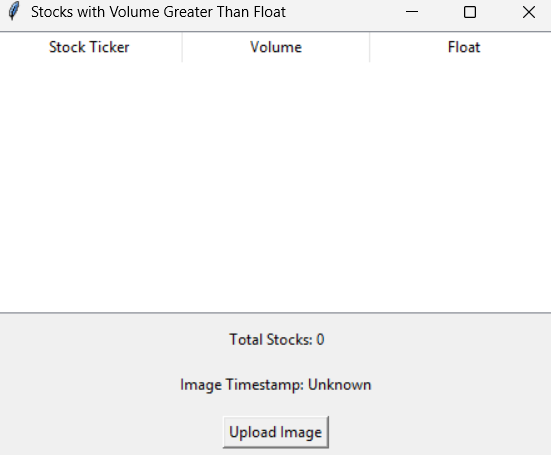 Stocks with Volume Greater Than Float
Stock Ticker Volume Float
Total Stocks: 0
Image Timestamp: Unknown
Upload Image